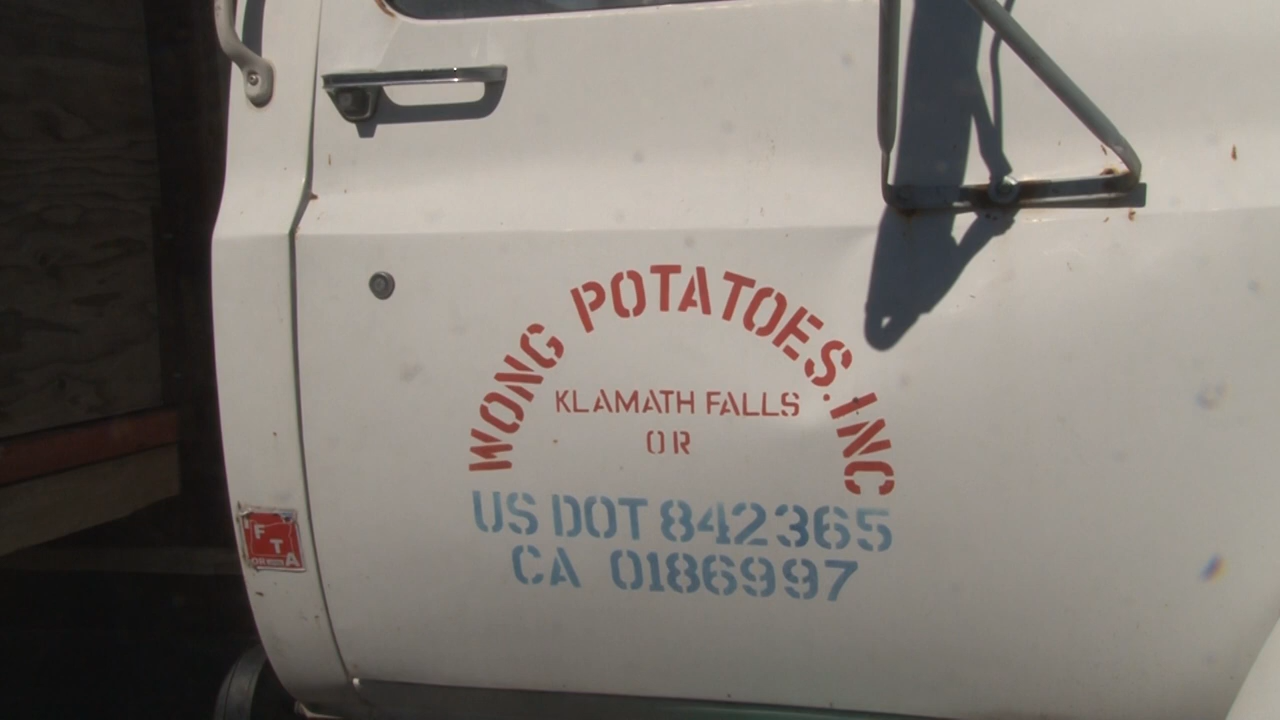 WONG POTATOES. INC
KLAMATH FALLS
OR
US DOT 842365
CA 0186997
IFTA